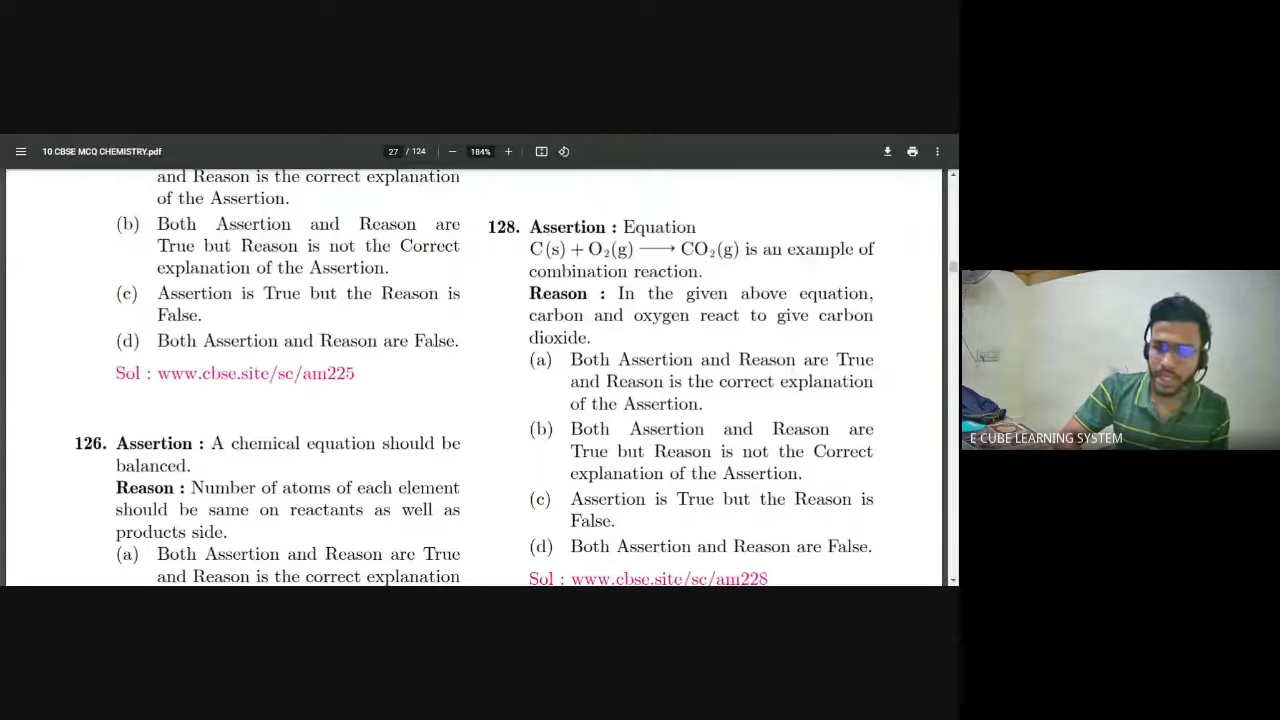 10 CBSE MCQ CHEMISTRY.pdf
27 / 124
184%
and Reason is the correct explanation
of the Assertion.
(b) Both Assertion and Reason are
True but Reason is not the Correct
explanation of the Assertion.
(c) Assertion is True but the Reason is
False.
(d) Both Assertion and Reason are False.
Sol : www.cbse.site/sc/am225
126. Assertion : A chemical equation should be
balanced.
Reason : Number of atoms of each element
should be same on reactants as well as
products side.
(a) Both Assertion and Reason are True
and Reason is the correct explanation
128. Assertion : Equation
C(s) + O₂(g) ⟶ CO₂(g) is an example of
combination reaction.
Reason : In the given above equation,
carbon and oxygen react to give carbon
dioxide.
(a) Both Assertion and Reason are True
and Reason is the correct explanation
of the Assertion.
(b) Both Assertion and Reason are
True but Reason is not the Correct
explanation of the Assertion.
(c) Assertion is True but the Reason is
False.
(d) Both Assertion and Reason are False.
Sol : www.cbse.site/sc/am228
E CUBE LEARNING SYSTEM